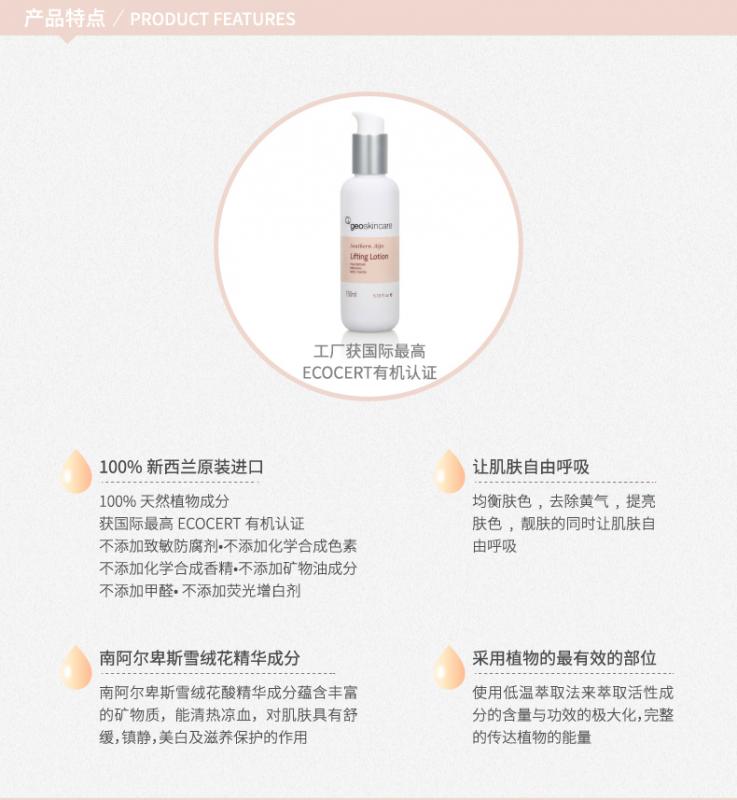 产品特点 / PRODUCT FEATURES
geoskincare
Southern Alps
Lifting Lotion
150ml
工厂获国际最高
ECOCERT有机认证
100% 新西兰原装进口
100% 天然植物成分
获国际最高 ECOCERT 有机认证
不添加致敏防腐剂•不添加化学合成色素
不添加化学合成香精•不添加矿物油成分
不添加甲醛• 不添加荧光增白剂
让肌肤自由呼吸
均衡肤色，去除黄气，提亮
肤色，靓肤的同时让肌肤自
由呼吸
南阿尔卑斯雪绒花精华成分
南阿尔卑斯雪绒花酸精华成分蕴含丰富
的矿物质，能清热凉血，对肌肤具有舒
缓，镇静，美白及滋养保护的作用
采用植物的最有效的部位
使用低温萃取法来萃取活性成
分的含量与功效的极大化，完整
的传达植物的能量